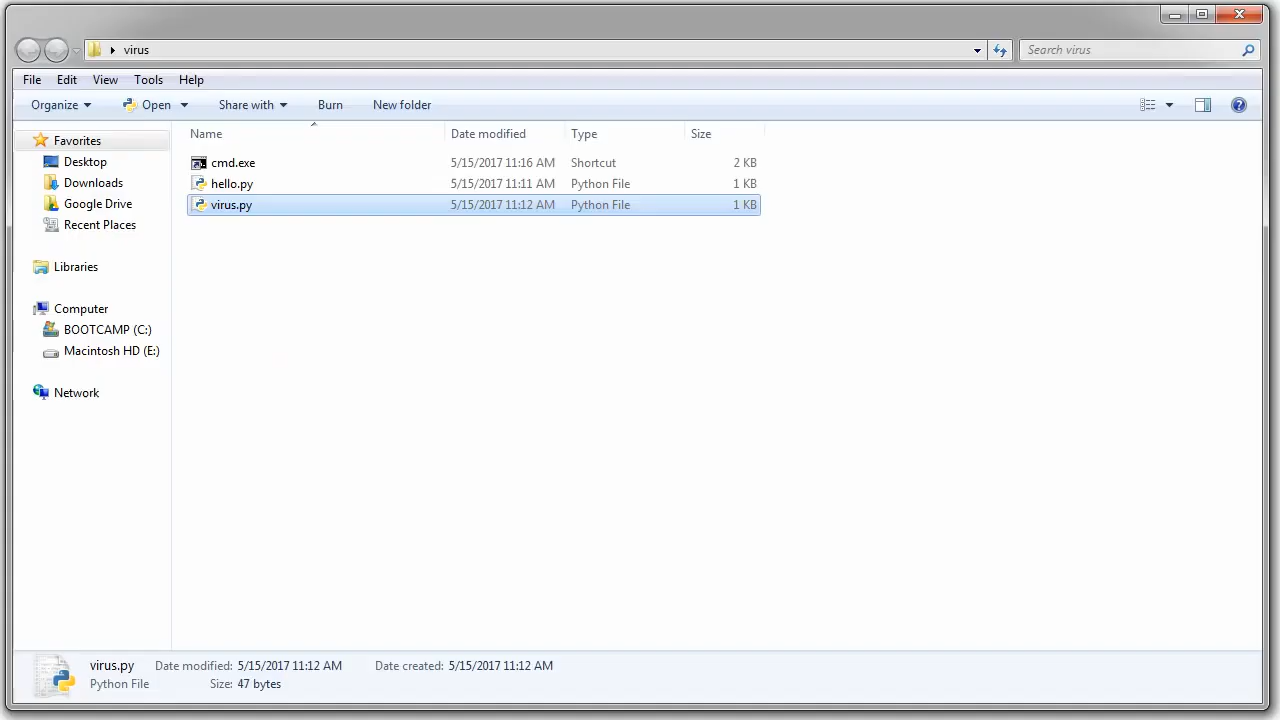 virus
Search virus
File Edit View Tools Help
Organize Open Share with Burn New folder
Favorites
Desktop
Downloads
Google Drive
Recent Places
Libraries
Computer
BOOTCAMP (C:)
Macintosh HD (E:)
Network
Name Date modified Type Size
cmd.exe 5/15/2017 11:16 AM Shortcut 2 KB
hello.py 5/15/2017 11:11 AM Python File 1 KB
virus.py 5/15/2017 11:12 AM Python File 1 KB
virus.py Date modified: 5/15/2017 11:12 AM Date created: 5/15/2017 11:12 AM
Python File Size: 47 bytes